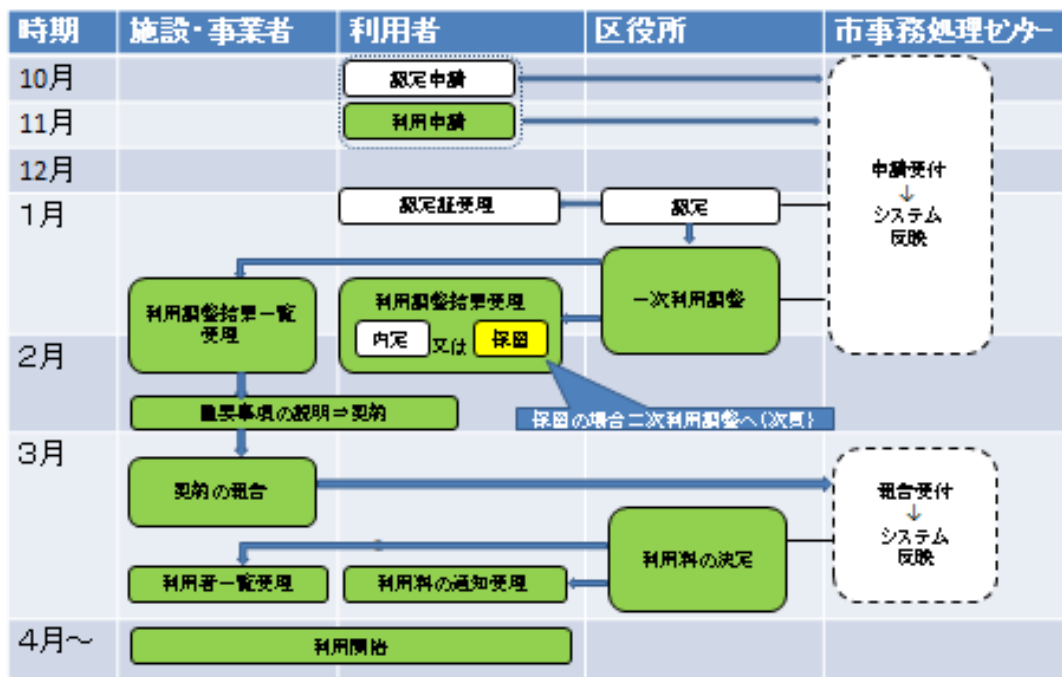 時期 施設・事業者 利用者 区役所 市事務処理センター
10月
認定申請
11月
利用申請
12月
申請受付
↓
システム
反映
1月
認定証受理
認定
利用調整結果一覧
受理
利用調整結果受理
内定 又は 保留
一次利用調整
2月
重要事項の説明⇒契約
保留の場合二次利用調整へ(次頁)
3月
契約の報告
報告受付
↓
システム
反映
利用料の決定
利用者一覧受理
利用料の通知受理
4月～
利用開始